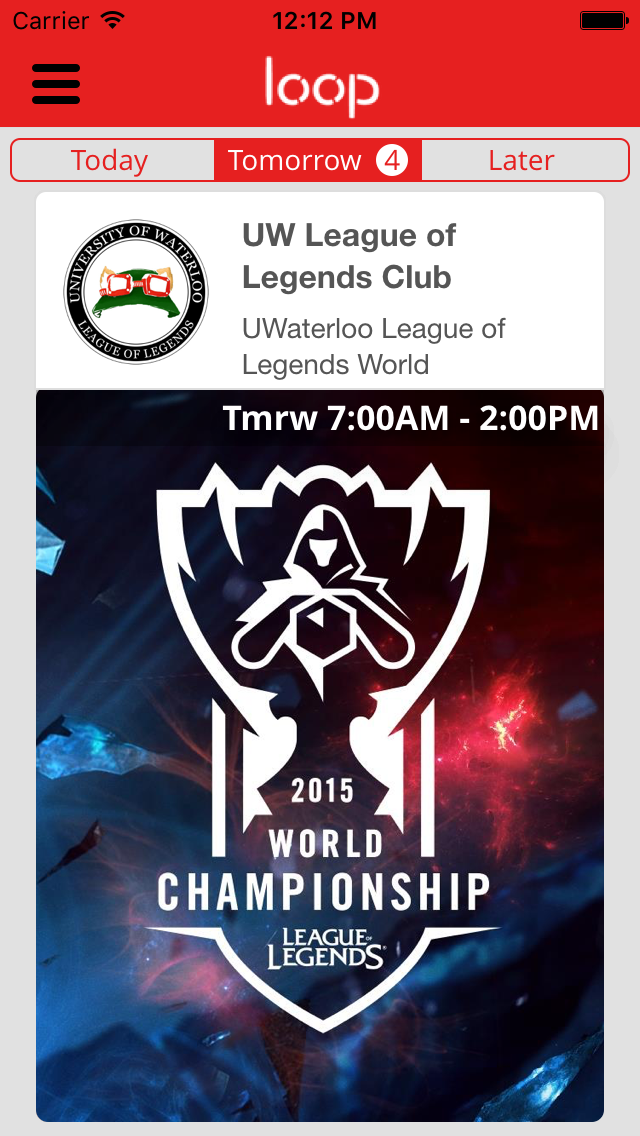 Carrier 12:12 PM
loop
Today Tomorrow 4 Later
UNIVERSITY OF WATERLOO
LEAGUE OF LEGENDS
UW League of
Legends Club
UWaterloo League of
Legends World
Tmrw 7:00AM - 2:00PM
2015
WORLD
CHAMPIONSHIP
LEAGUE OF
LEGENDS®